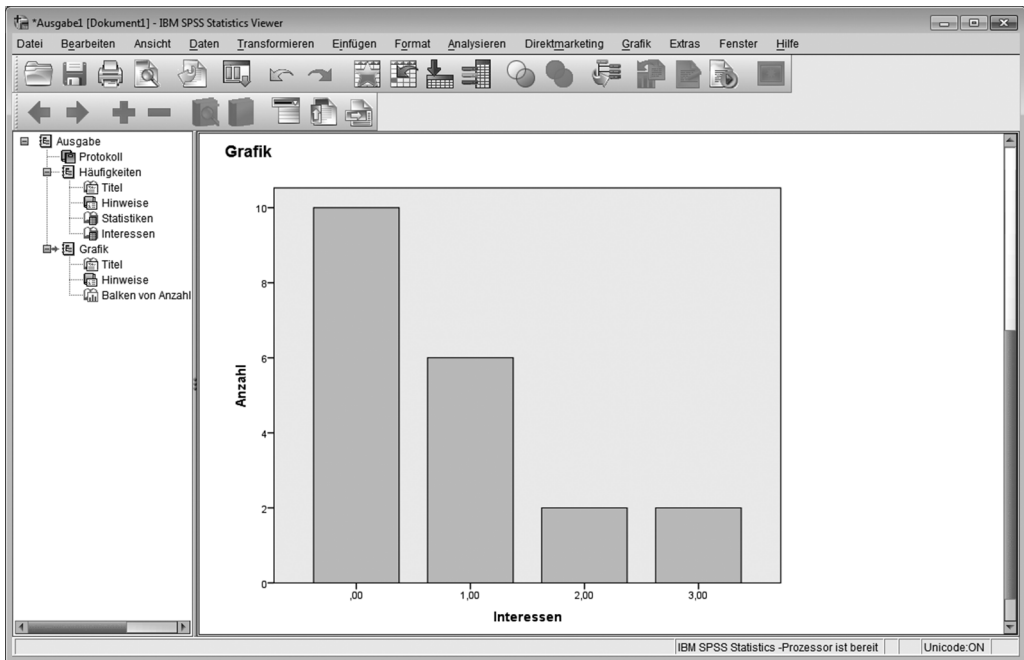 *Ausgabe1 [Dokument1] - IBM SPSS Statistics Viewer
Datei Bearbeiten Ansicht Daten Transformieren Einfügen Format Analysieren Direktmarketing Grafik Extras Fenster Hilfe
Ausgabe
Protokoll
Häufigkeiten
Titel
Hinweise
Statistiken
Interessen
Grafik
Titel
Hinweise
Balken von Anzahl
Grafik
Anzahl
10
8
6
4
2
0
,00 1,00 2,00 3,00
Interessen
IBM SPSS Statistics -Prozessor ist bereit Unicode:ON